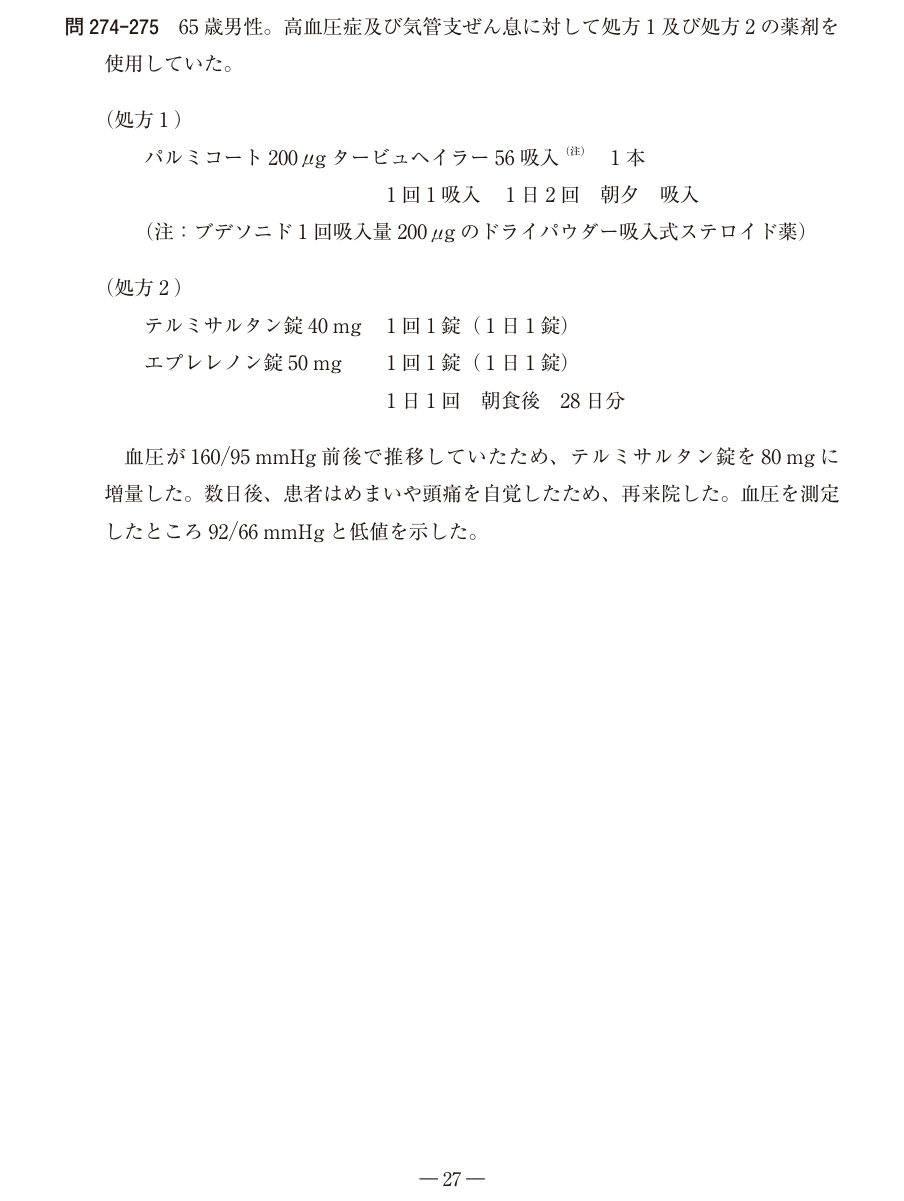 問 274-275　65 歳男性。高血圧症及び気管支ぜん息に対して処方 1 及び処方 2 の薬剤を
使用していた。
（処方 1 ）
パルミコート 200 μg タービュヘイラー 56 吸入（注）　1 本
1 回 1 吸入　1 日 2 回　朝夕　吸入
（注：ブデソニド 1 回吸入量 200 μg のドライパウダー吸入式ステロイド薬）
（処方 2 ）
テルミサルタン錠 40 mg　1 回 1 錠（ 1 日 1 錠）
エプレレノン錠 50 mg　1 回 1 錠（ 1 日 1 錠）
1 日 1 回　朝食後　28 日分
血圧が 160/95 mmHg 前後で推移していたため、テルミサルタン錠を 80 mg に
増量した。数日後、患者はめまいや頭痛を自覚したため、再来院した。血圧を測定
したところ 92/66 mmHg と低値を示した。
― 27 ―